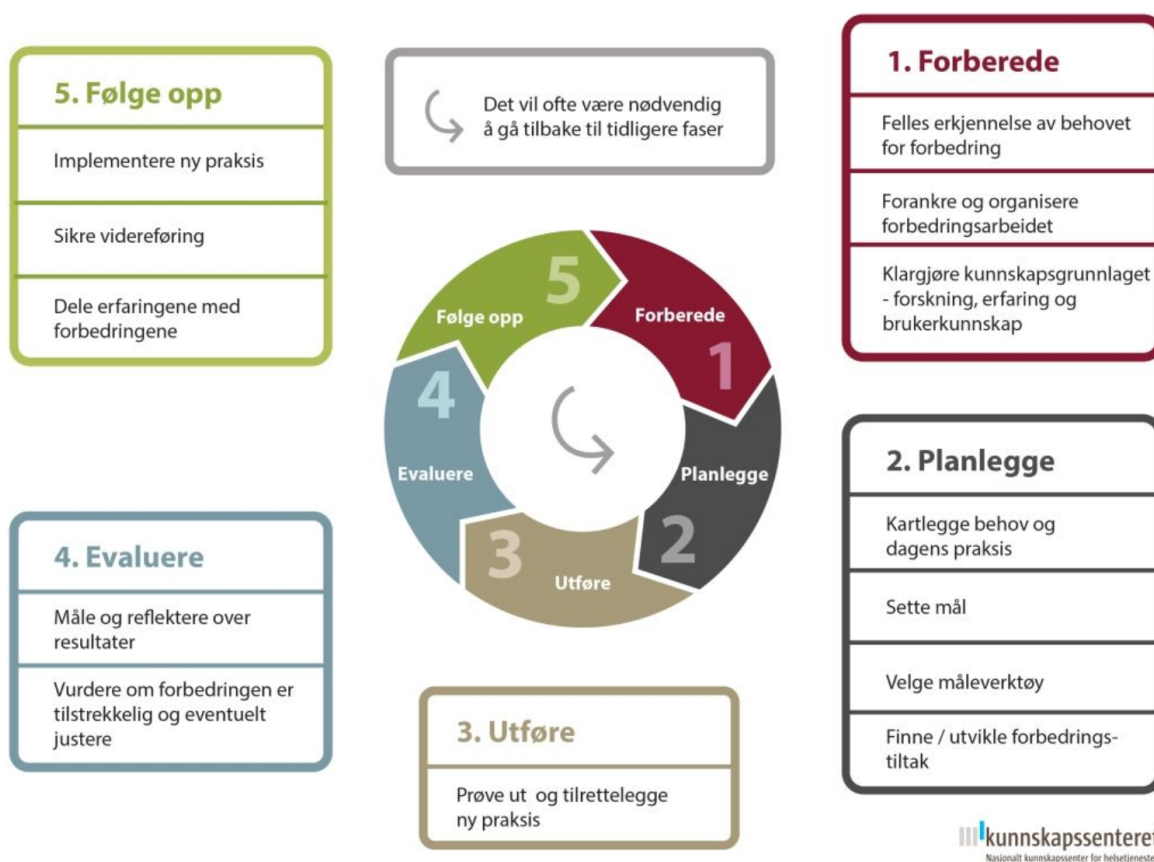 5. Følge opp
Implementere ny praksis
Sikre videreføring
Dele erfaringene med
forbedringene
Det vil ofte være nødvendig
å gå tilbake til tidligere faser
1. Forberede
Felles erkjennelse av behovet
for forbedring
Forankre og organisere
forbedringsarbeidet
Klargjøre kunnskapsgrunnlaget
- forskning, erfaring og
brukerkunnskap
5
Følge opp
Forberede
1
4
Evaluere
Planlegge
2
3
Utføre
2. Planlegge
Kartlegge behov og
dagens praksis
Sette mål
Velge måleverktøy
Finne / utvikle forbedrings-
tiltak
4. Evaluere
Måle og reflektere over
resultater
Vurdere om forbedringen er
tilstrekkelig og eventuelt
justere
3. Utføre
Prøve ut og tilrettelegge
ny praksis
kunnskapssenteret
Nasjonalt kunnskapssenter for helsetjenesten